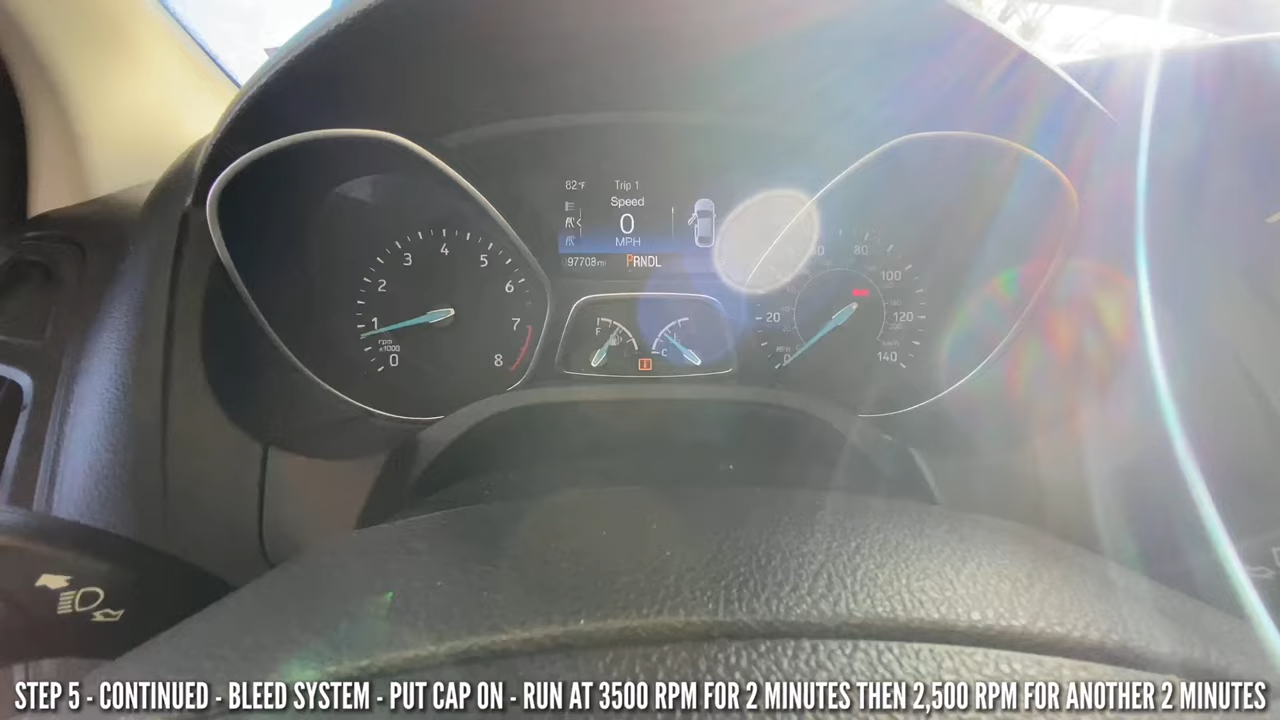 82°F
Trip 1
Speed
0
MPH
97708mi
PRNDL
0
1
2
3
4
5
6
7
8
rpm
x1000
F
C
0
20
80
100
120
140
MPH
km/h
STEP 5 - CONTINUED - BLEED SYSTEM - PUT CAP ON - RUN AT 3500 RPM FOR 2 MINUTES THEN 2,500 RPM FOR ANOTHER 2 MINUTES